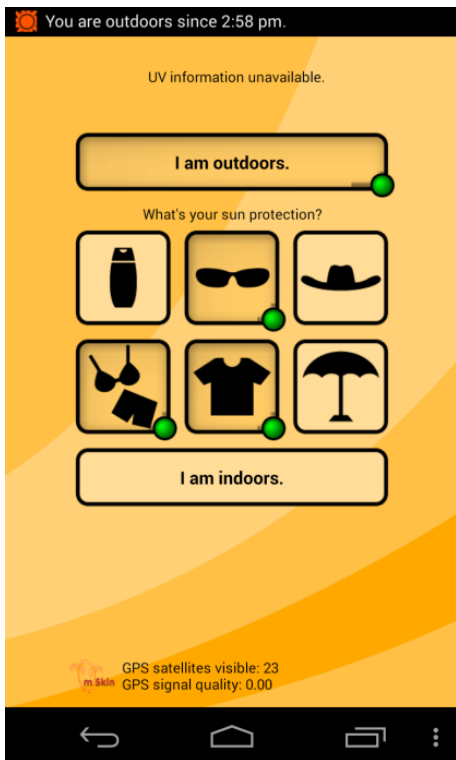 You are outdoors since 2:58 pm.
UV information unavailable.
I am outdoors.
What's your sun protection?
I am indoors.
GPS satellites visible: 23
m Skin
GPS signal quality: 0.00